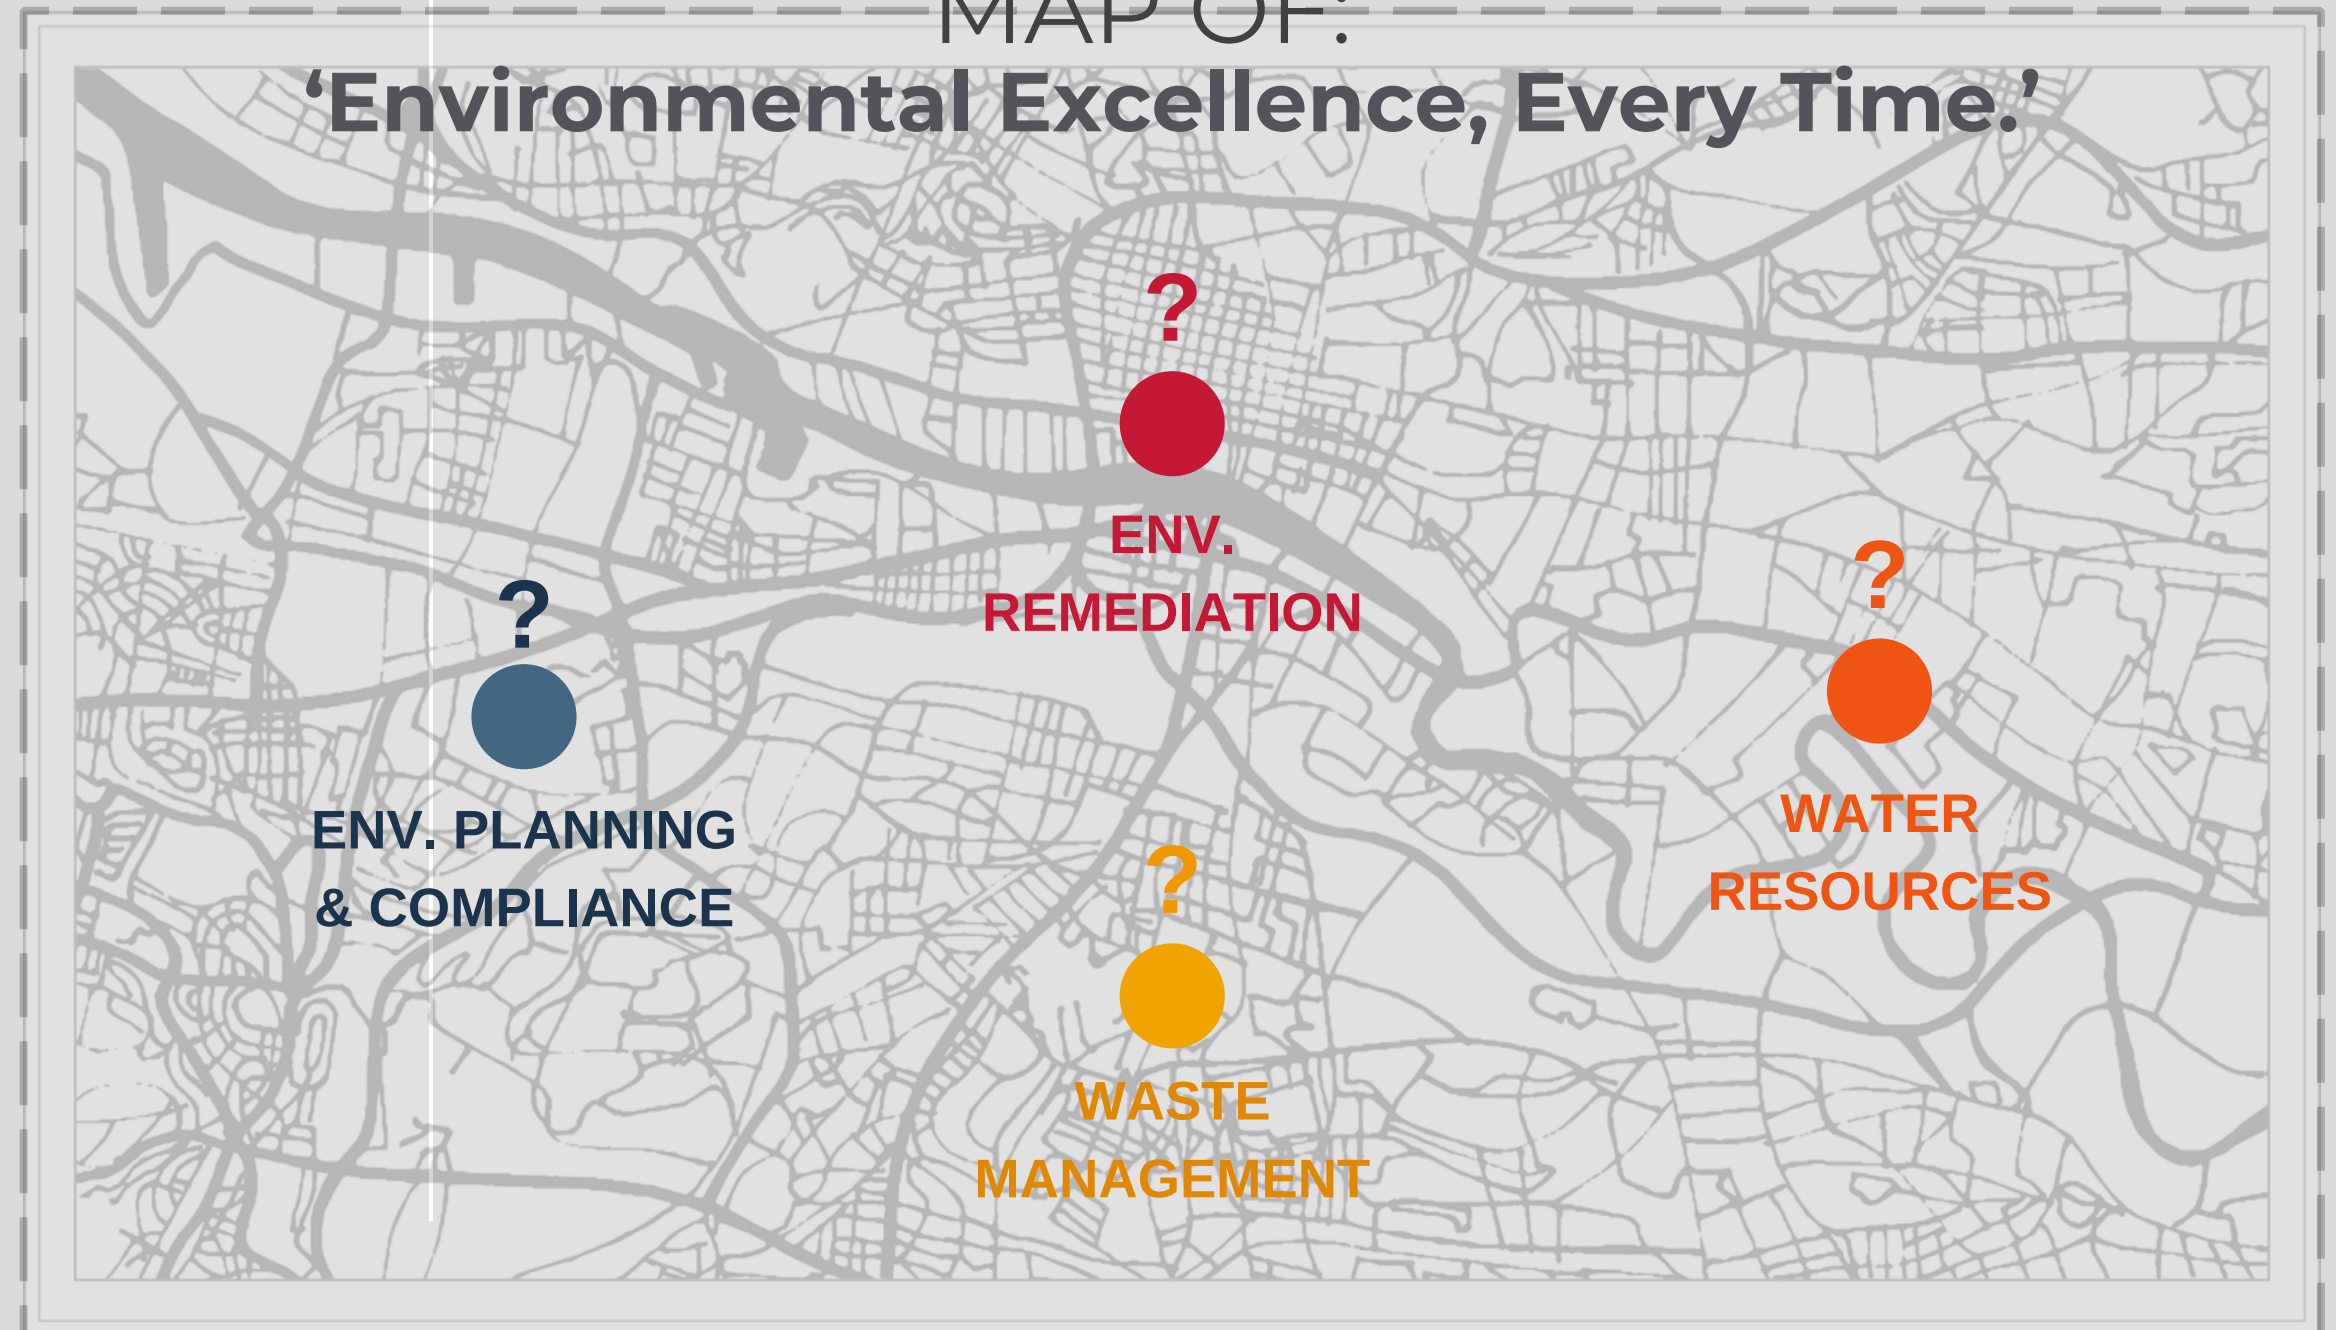 MAP OF:
‘Environmental Excellence, Every Time.’
?
ENV.
REMEDIATION
?
WATER
RESOURCES
?
ENV. PLANNING
& COMPLIANCE
?
WASTE
MANAGEMENT